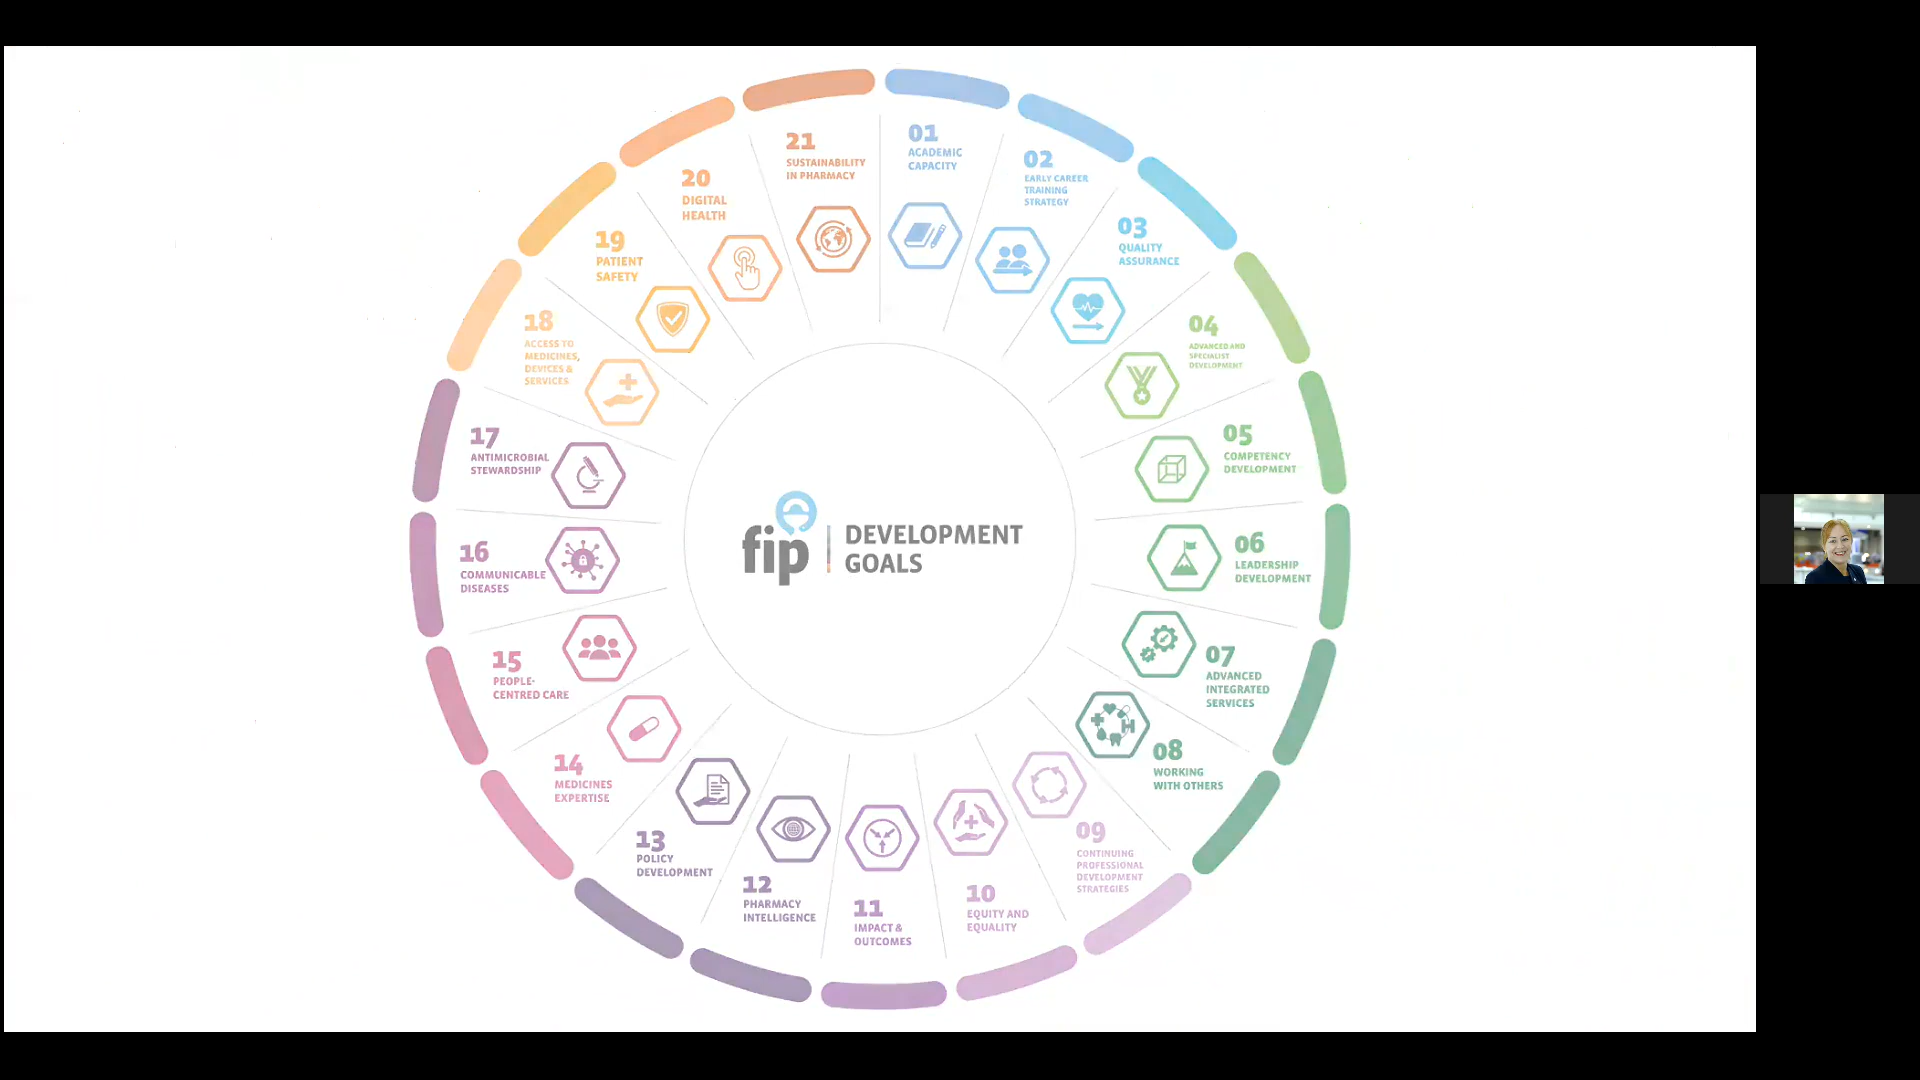 01
ACADEMIC
CAPACITY
02
EARLY CAREER
TRAINING
STRATEGY
03
QUALITY
ASSURANCE
04
ADVANCED AND
SPECIALIST
DEVELOPMENT
05
COMPETENCY
DEVELOPMENT
06
LEADERSHIP
DEVELOPMENT
07
ADVANCED
INTEGRATED
SERVICES
08
WORKING
WITH OTHERS
09
CONTINUING
PROFESSIONAL
DEVELOPMENT
STRATEGIES
10
EQUITY AND
EQUALITY
11
IMPACT &
OUTCOMES
12
PHARMACY
INTELLIGENCE
13
POLICY
DEVELOPMENT
14
MEDICINES
EXPERTISE
15
PEOPLE-
CENTRED CARE
16
COMMUNICABLE
DISEASES
17
ANTIMICROBIAL
STEWARDSHIP
18
ACCESS TO
MEDICINES,
DEVICES &
SERVICES
19
PATIENT
SAFETY
20
DIGITAL
HEALTH
21
SUSTAINABILITY
IN PHARMACY
fip
DEVELOPMENT
GOALS